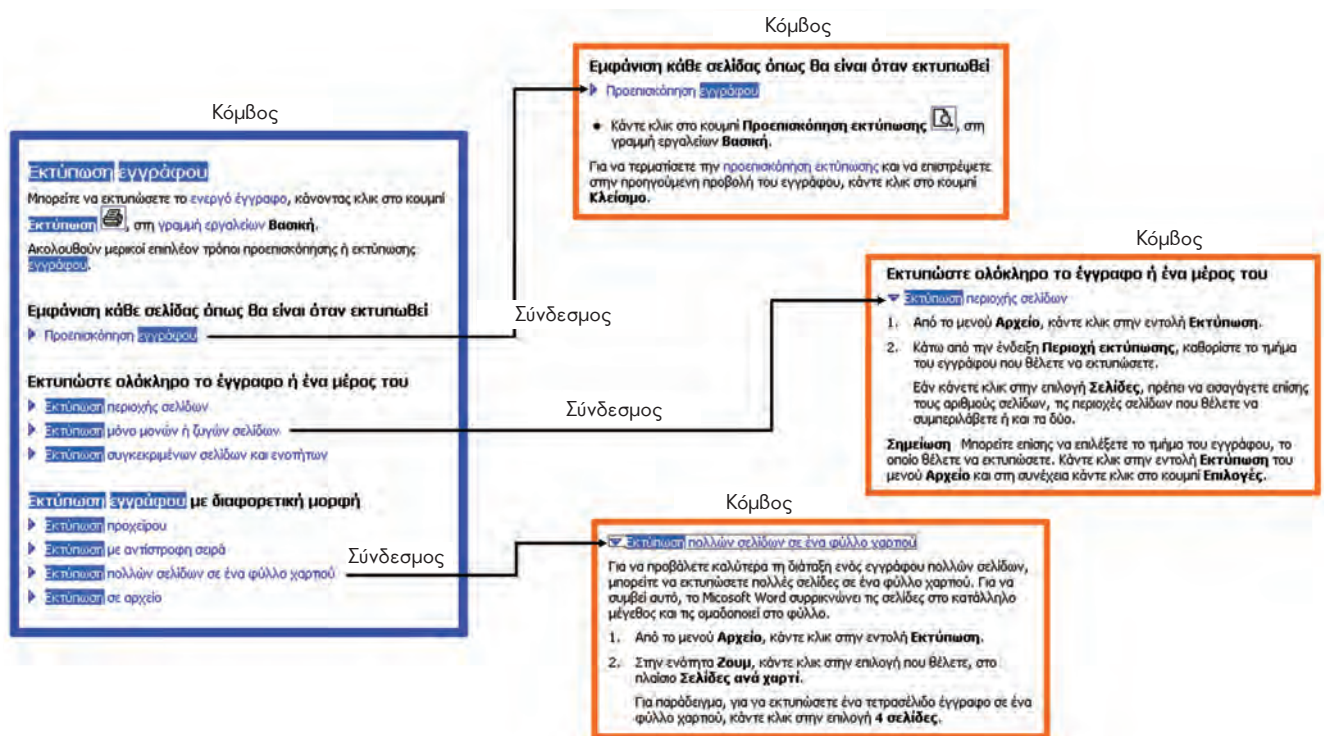 Κόμβος
Εκτύπωση εγγράφου
Μπορείτε να εκτυπώσετε το ενεργό έγγραφο, κάνοντας κλικ στο κουμπί
Εκτύπωση , στη γραμμή εργαλείων Βασική.
Ακολουθούν μερικοί επιπλέον τρόποι προεπισκόπησης ή εκτύπωσης
εγγράφου.
Εμφάνιση κάθε σελίδας όπως θα είναι όταν εκτυπωθεί
Προεπισκόπηση εγγράφου
Εκτυπώστε ολόκληρο το έγγραφο ή ένα μέρος του
Εκτύπωση περιοχής σελίδων
Εκτύπωση μόνο μονών ή ζυγών σελίδων
Εκτύπωση συγκεκριμένων σελίδων και ενοτήτων
Εκτύπωση εγγράφου με διαφορετική μορφή
Εκτύπωση προχείρου
Εκτύπωση με αντίστροφη σειρά
Εκτύπωση πολλών σελίδων σε ένα φύλλο χαρτιού
Εκτύπωση σε αρχείο
Σύνδεσμος
Σύνδεσμος
Σύνδεσμος
Κόμβος
Εμφάνιση κάθε σελίδας όπως θα είναι όταν εκτυπωθεί
Προεπισκόπηση εγγράφου
• Κάντε κλικ στο κουμπί Προεπισκόπηση εκτύπωσης , στη
γραμμή εργαλείων Βασική.
Για να τερματίσετε την προεπισκόπηση εκτύπωσης και να επιστρέψετε
στην προηγούμενη προβολή του εγγράφου, κάντε κλικ στο κουμπί
Κλείσιμο.
Κόμβος
Εκτυπώστε ολόκληρο το έγγραφο ή ένα μέρος του
Εκτύπωση περιοχής σελίδων
1. Από το μενού Αρχείο, κάντε κλικ στην εντολή Εκτύπωση.
2. Κάτω από την ένδειξη Περιοχή εκτύπωσης, καθορίστε το τμήμα
του εγγράφου που θέλετε να εκτυπώσετε.
Εάν κάνετε κλικ στην επιλογή Σελίδες, πρέπει να εισαγάγετε επίσης
τους αριθμούς σελίδων, τις περιοχές σελίδων που θέλετε να
συμπεριλάβετε ή και τα δύο.
Σημείωση Μπορείτε επίσης να επιλέξετε το τμήμα του εγγράφου, το
οποίο θέλετε να εκτυπώσετε. Κάντε κλικ στην εντολή Εκτύπωση του
μενού Αρχείο και στη συνέχεια κάντε κλικ στο κουμπί Επιλογές.
Κόμβος
Εκτύπωση πολλών σελίδων σε ένα φύλλο χαρτιού
Για να προβάλετε καλύτερα τη διάταξη ενός εγγράφου πολλών σελίδων,
μπορείτε να εκτυπώσετε πολλές σελίδες σε ένα φύλλο χαρτιού. Για να
συμβεί αυτό, το Micosoft Word συρρικνώνει τις σελίδες στο κατάλληλο
μέγεθος και τις ομαδοποιεί στο φύλλο.
1. Από το μενού Αρχείο, κάντε κλικ στην εντολή Εκτύπωση.
2. Στην ενότητα Ζουμ, κάντε κλικ στην επιλογή που θέλετε, στο
πλαίσιο Σελίδες ανά χαρτί.
Για παράδειγμα, για να εκτυπώσετε ένα τετρασέλιδο έγγραφο σε ένα
φύλλο χαρτιού, κάντε κλικ στην επιλογή 4 σελίδες.